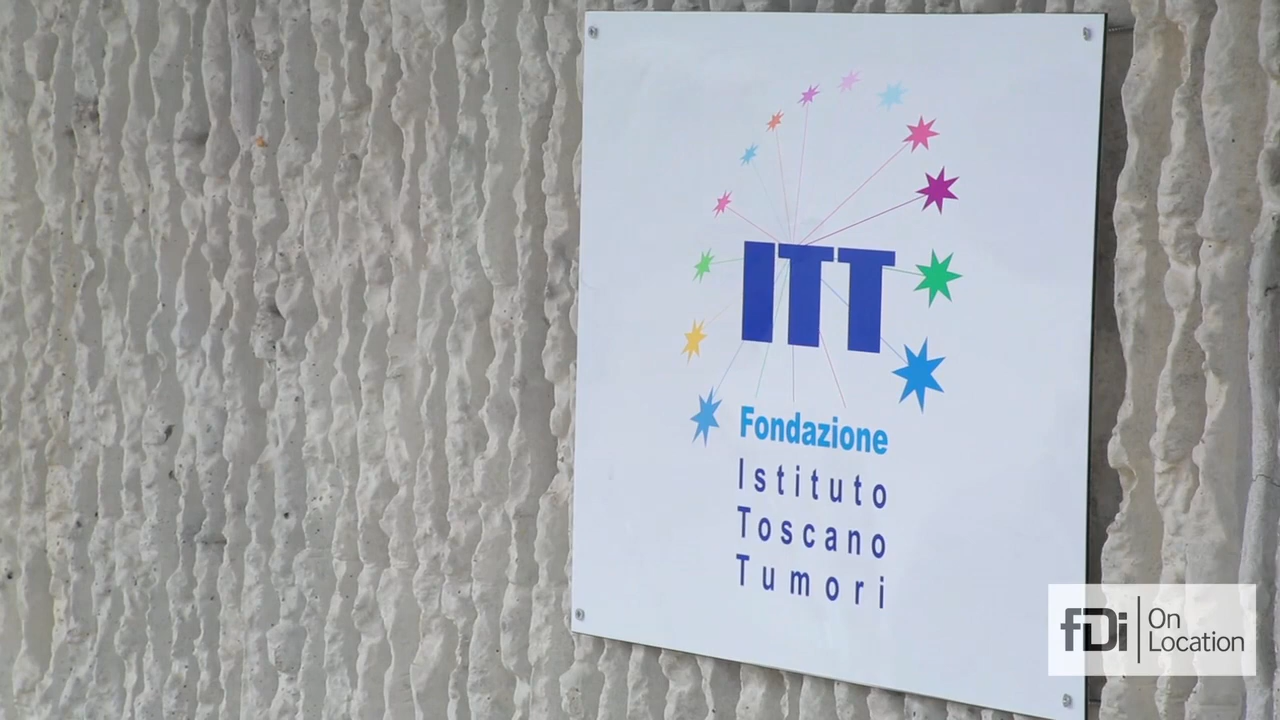 ITT
Fondazione
Istituto
Toscano
Tumori
fDi
On
Location